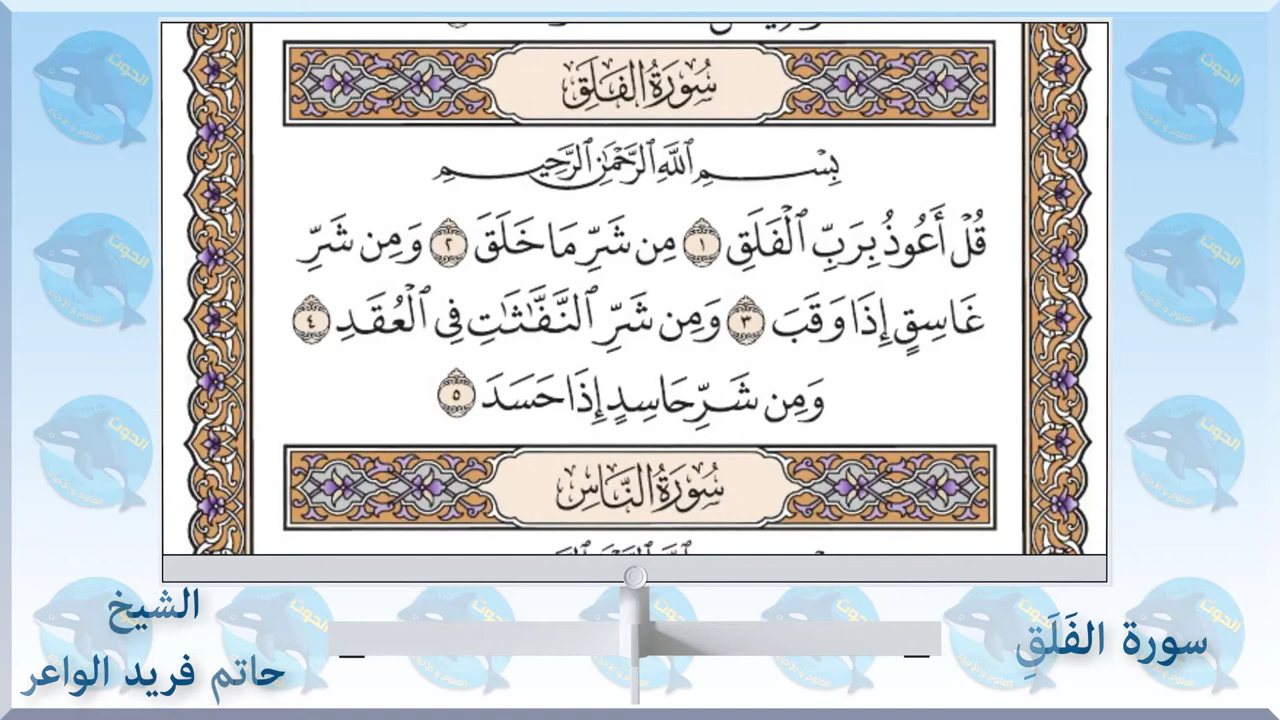 سُورَةُ الفَلَقِ
بِسْمِ ٱللَّهِ ٱلرَّحْمَٰنِ ٱلرَّحِيمِ
قُلْ أَعُوذُ بِرَبِّ ٱلْفَلَقِ ١ مِن شَرِّ مَا خَلَقَ ٢ وَمِن شَرِّ
غَاسِقٍ إِذَا وَقَبَ ٣ وَمِن شَرِّ ٱلنَّفَّٰثَٰتِ فِى ٱلْعُقَدِ ٤
وَمِن شَرِّ حَاسِدٍ إِذَا حَسَدَ ٥
سُورَةُ النَّاسِ
الشيخ
حاتم فريد الواعر
سورة الفَلَقِ
الحوت